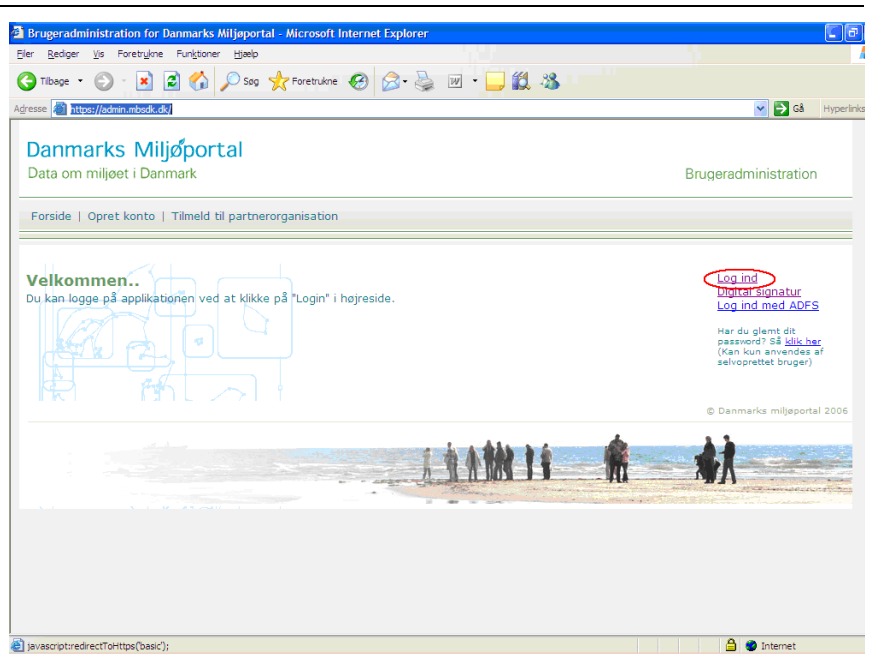 Brugeradministration for Danmarks Miljøportal - Microsoft Internet Explorer
Filer Rediger Vis Foretrukne Funktioner Hjælp
Tilbage Søg Foretrukne
Adresse https://admin.mbsdk.dk/ Gå Hyperlinks
Danmarks Miljøportal
Data om miljøet i Danmark
Brugeradministration
Forside | Opret konto | Tilmeld til partnerorganisation
Velkommen..
Du kan logge på applikationen ved at klikke på "Login" i højreside.
Log ind
Digital signatur
Log ind med ADFS
Har du glemt dit
password? Så klik her
(Kan kun anvendes af
selvoprettet bruger)
© Danmarks miljøportal 2006
javascript:redirectToHttps('basic');
Internet